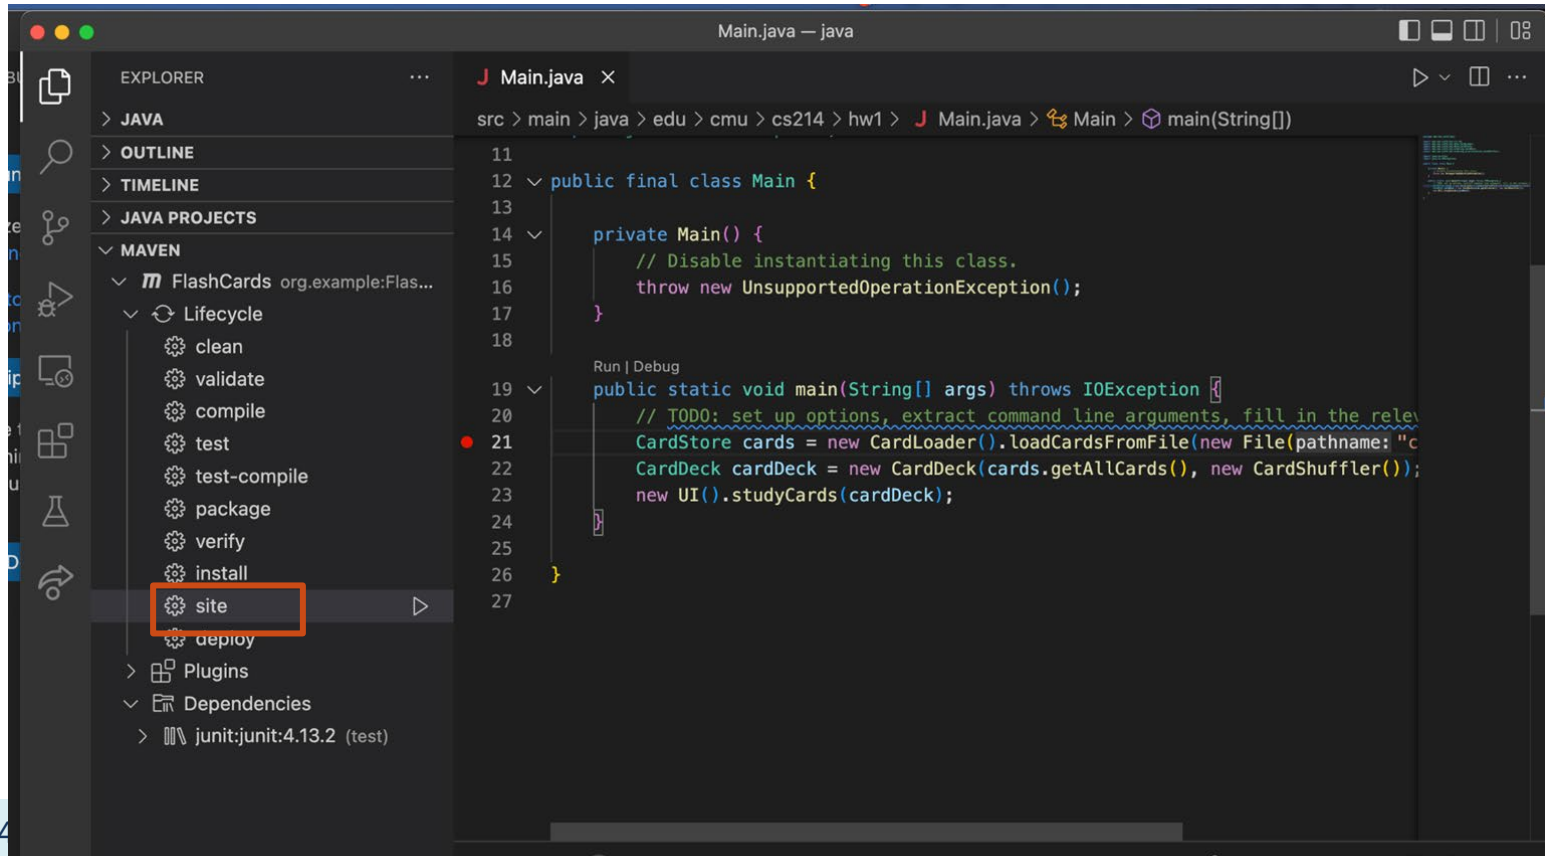 Main.java — java
EXPLORER
JAVA
OUTLINE
TIMELINE
JAVA PROJECTS
MAVEN
FlashCards org.example:Flas...
Lifecycle
clean
validate
compile
test
test-compile
package
verify
install
site
deploy
Plugins
Dependencies
junit:junit:4.13.2 (test)
J Main.java ×
src > main > java > edu > cmu > cs214 > hw1 > J Main.java > Main > main(String[])
11
12 public final class Main {
13
14 private Main() {
15 // Disable instantiating this class.
16 throw new UnsupportedOperationException();
17 }
18
Run | Debug
19 public static void main(String[] args) throws IOException {
20 // TODO: set up options, extract command line arguments, fill in the relev
21 CardStore cards = new CardLoader().loadCardsFromFile(new File(pathname: "c
22 CardDeck cardDeck = new CardDeck(cards.getAllCards(), new CardShuffler());
23 new UI().studyCards(cardDeck);
24 }
25
26 }
27